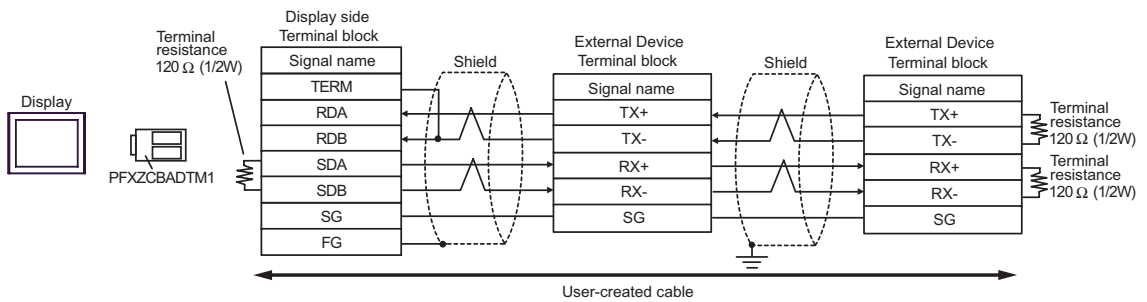 Display
PFXZCBADTM1
Terminal
resistance
120 Ω (1/2W)
Display side
Terminal block
Signal name
TERM
RDA
RDB
SDA
SDB
SG
FG
Shield
External Device
Terminal block
Signal name
TX+
TX-
RX+
RX-
SG
Shield
External Device
Terminal block
Signal name
TX+
TX-
RX+
RX-
SG
Terminal
resistance
120 Ω (1/2W)
Terminal
resistance
120 Ω (1/2W)
User-created cable